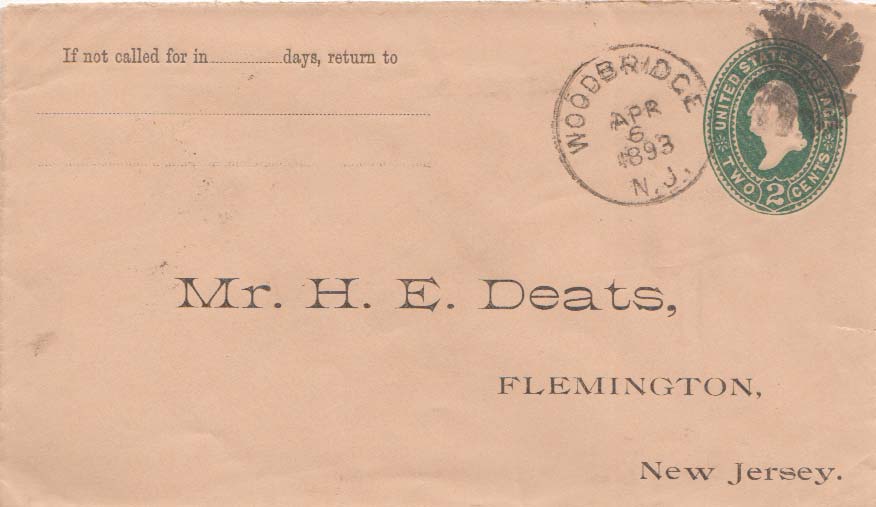 If not called for in..............days, return to
WOODBRIDGE
APR
6
1893
N.J.
UNITED STATES POSTAGE
TWO 2 CENTS
Mr. H. E. Deats,
FLEMINGTON,
New Jersey.